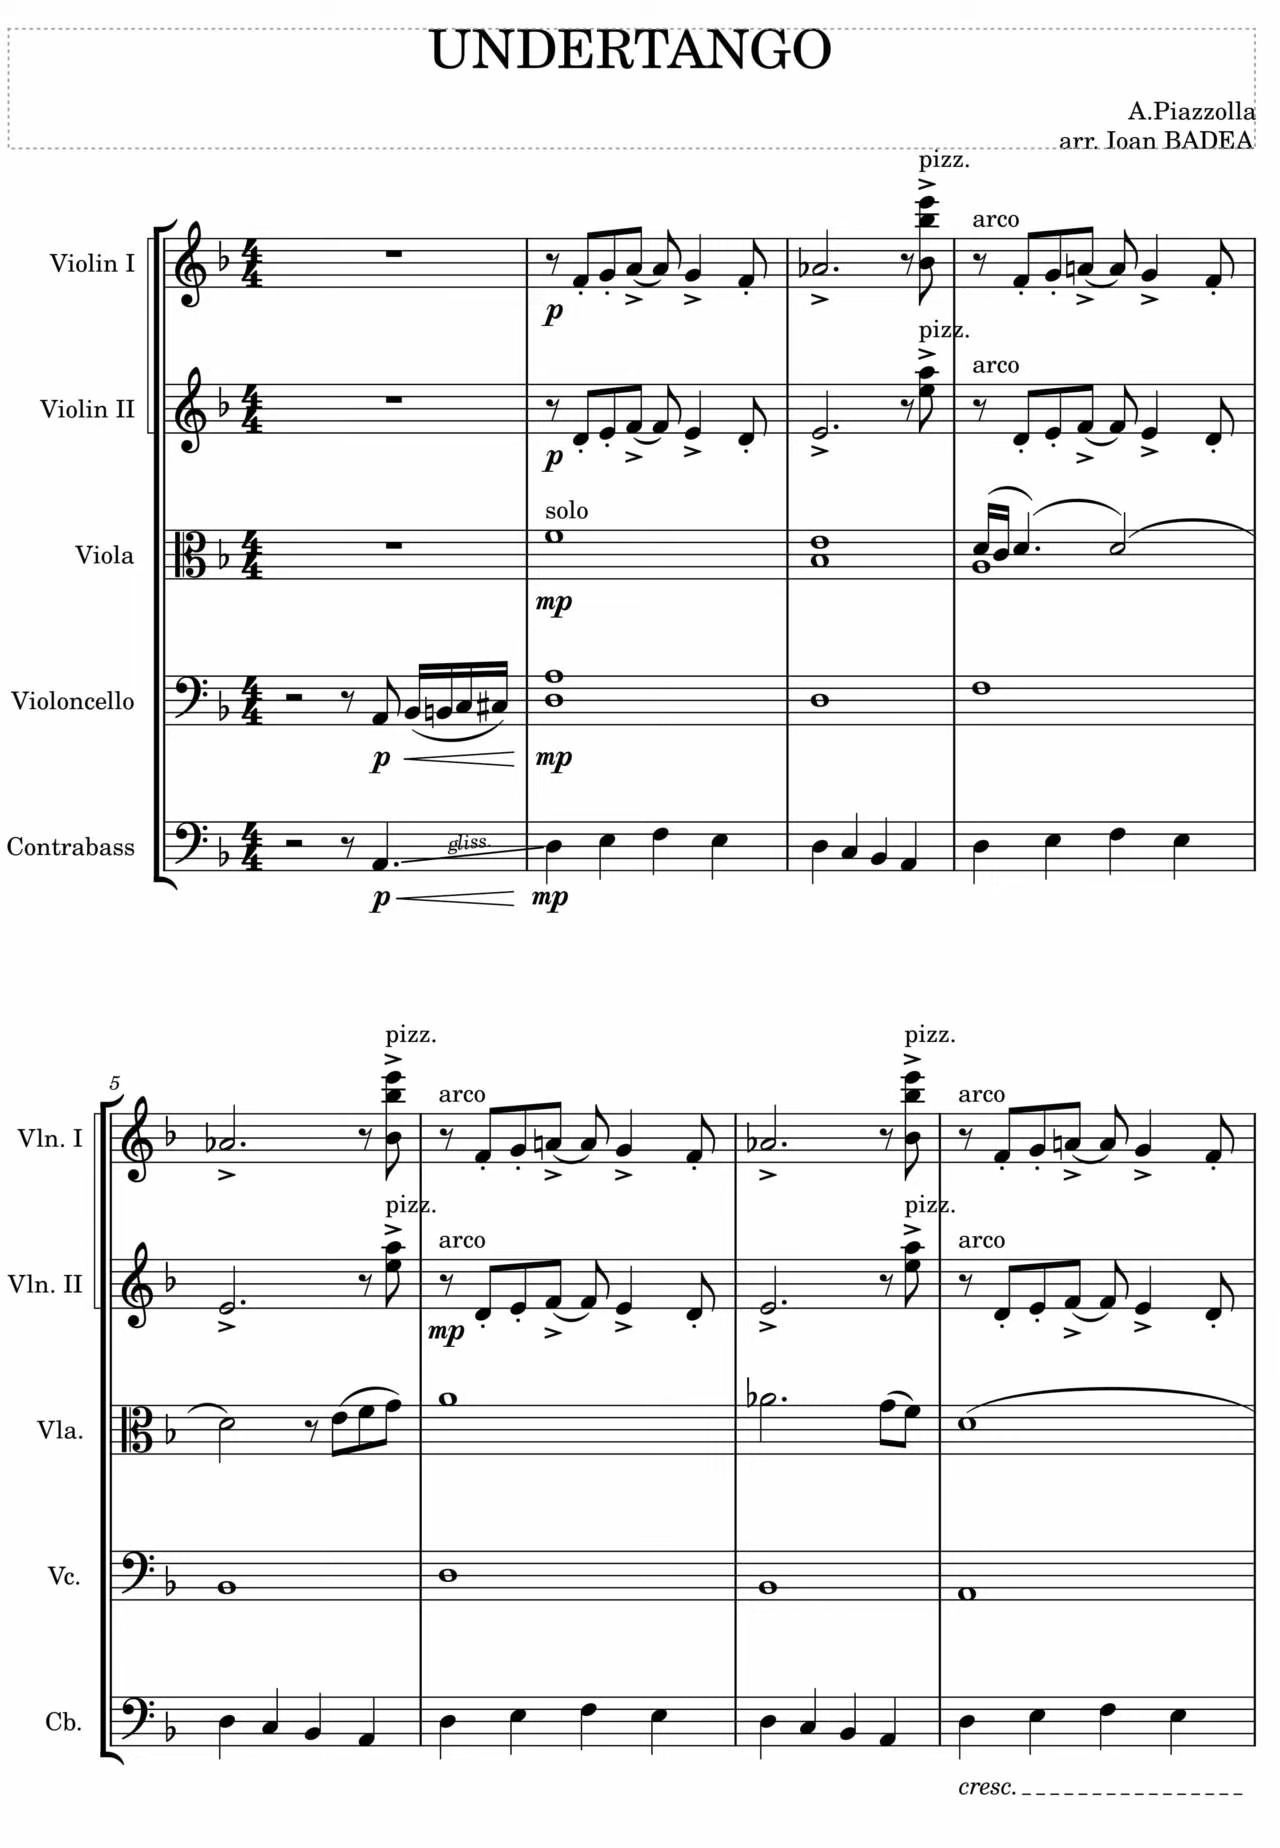 UNDERTANGO
A.Piazzolla
arr. Ioan BADEA
pizz.
arco
Violin I
p
pizz.
arco
Violin II
p
solo
Viola
mp
Violoncello
p mp
gliss.
Contrabass
p mp
pizz.
5
arco
arco
Vln. I
pizz.
pizz.
arco
arco
Vln. II
mp
Vla.
Vc.
Cb.
cresc.
pizz.